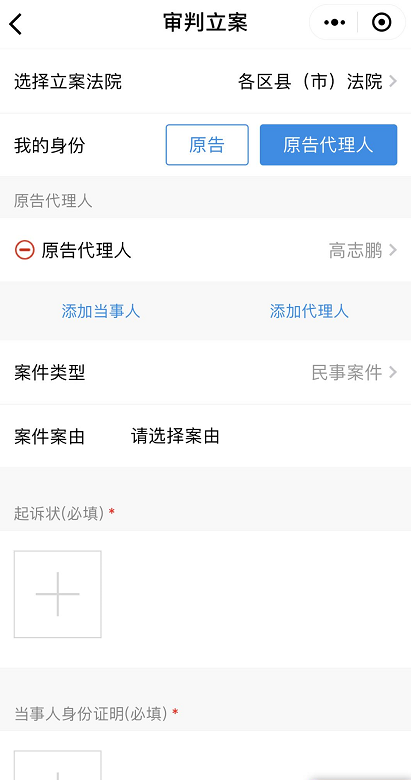 审判立案
选择立案法院 各区县（市）法院
我的身份 原告 原告代理人
原告代理人
原告代理人 高志鹏
添加当事人 添加代理人
案件类型 民事案件
案件案由 请选择案由
起诉状(必填) *
当事人身份证明(必填) *